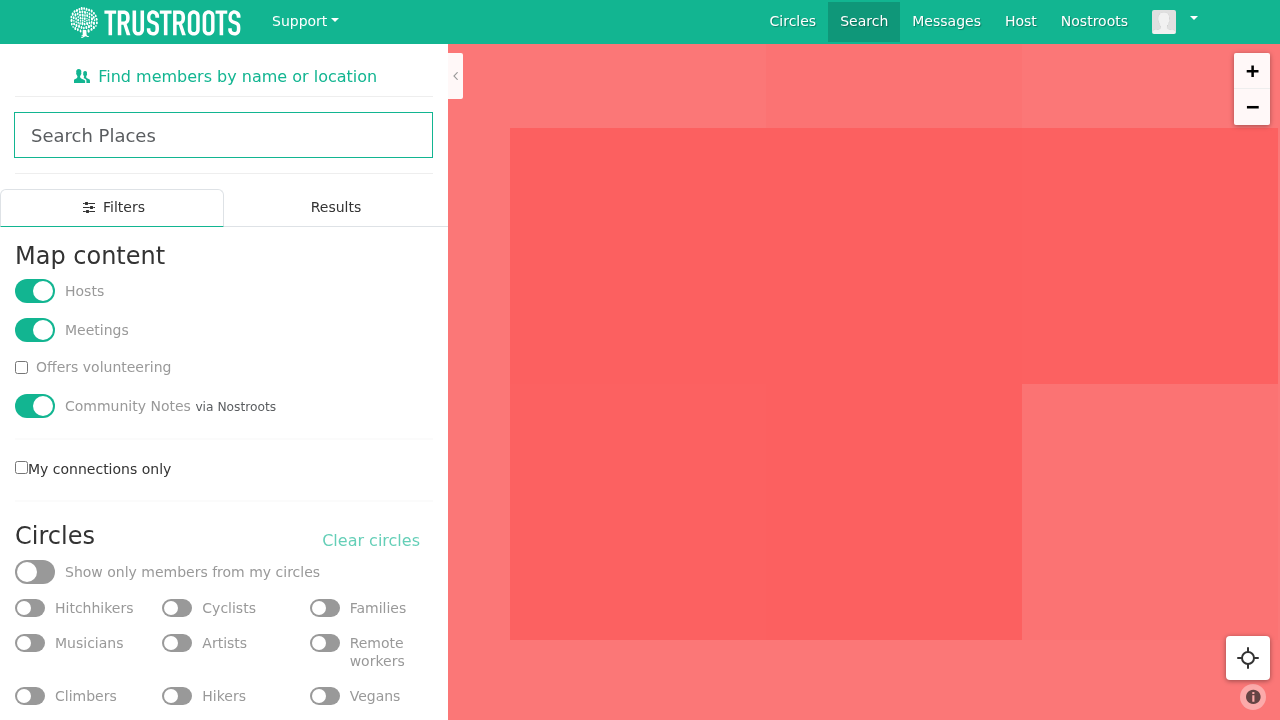 TRUSTROOTS
Support
Circles
Search
Messages
Host
Nostroots
Find members by name or location
Search Places
Filters
Results
Map content
Hosts
Meetings
Offers volunteering
Community Notes via Nostroots
My connections only
Circles
Clear circles
Show only members from my circles
Hitchhikers
Cyclists
Families
Musicians
Artists
Remote
workers
Climbers
Hikers
Vegans
+
−